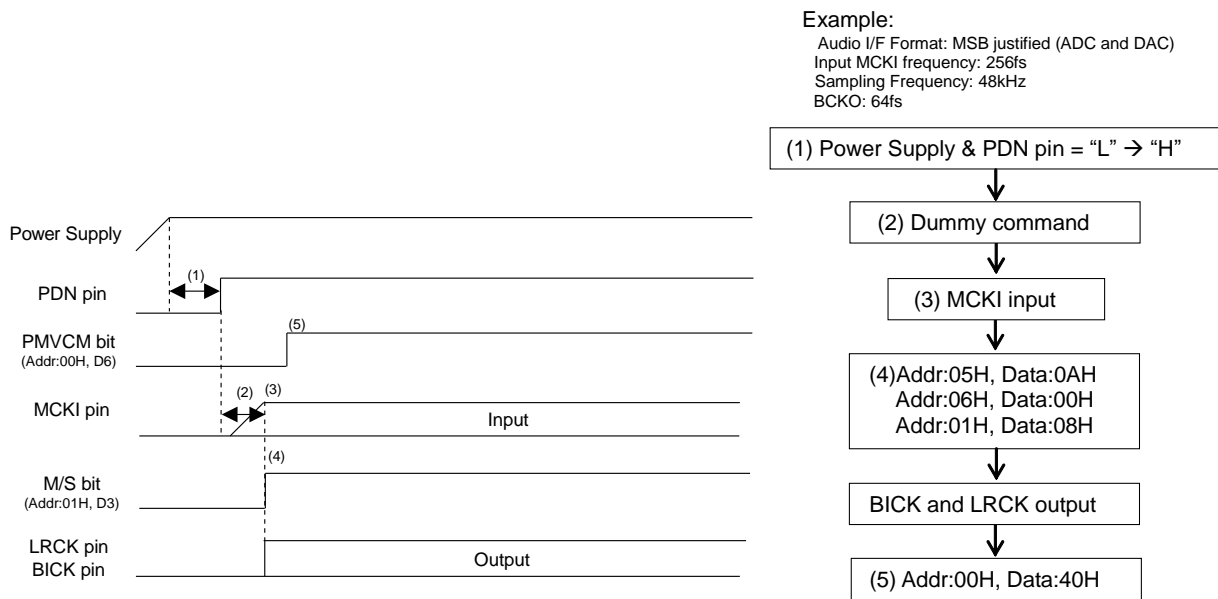 Example:
Audio I/F Format: MSB justified (ADC and DAC)
Input MCKI frequency: 256fs
Sampling Frequency: 48kHz
BCKO: 64fs
(1) Power Supply & PDN pin = “L” → “H”
(2) Dummy command
(3) MCKI input
(4)Addr:05H, Data:0AH
Addr:06H, Data:00H
Addr:01H, Data:08H
BICK and LRCK output
(5) Addr:00H, Data:40H
Power Supply
(1)
PDN pin
(5)
PMVCM bit
(Addr:00H, D6)
(2)
(3)
MCKI pin
Input
(4)
M/S bit
(Addr:01H, D3)
LRCK pin
BICK pin
Output